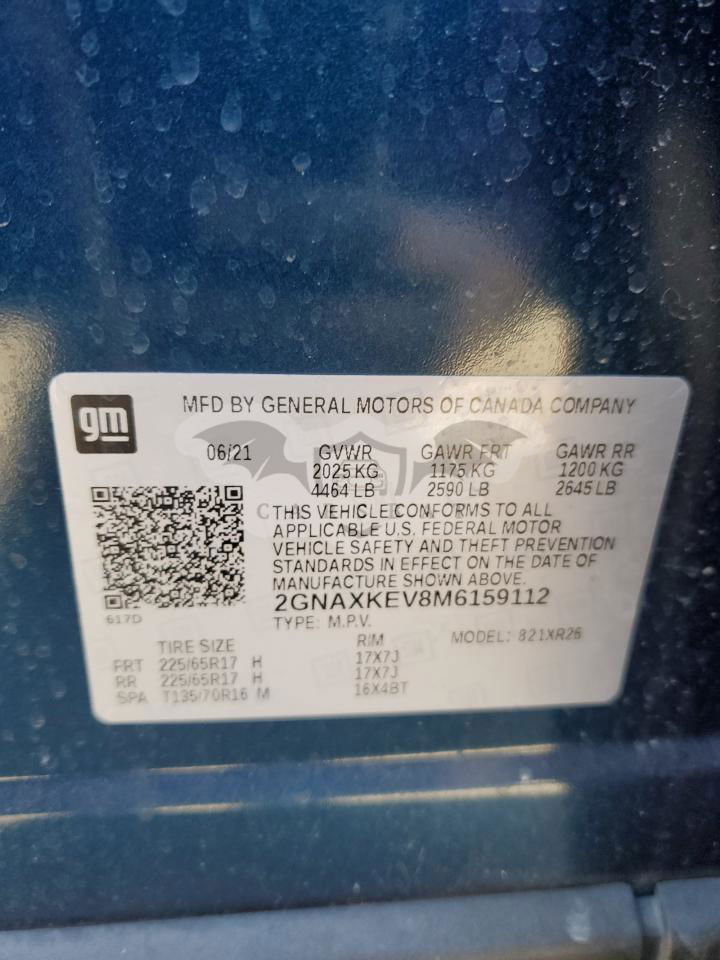 gm
MFD BY GENERAL MOTORS OF CANADA COMPANY
06/21 GVWR GAWR FRT GAWR RR
2025 KG 1175 KG 1200 KG
4464 LB 2590 LB 2645 LB
THIS VEHICLE CONFORMS TO ALL
APPLICABLE U.S. FEDERAL MOTOR
VEHICLE SAFETY AND THEFT PREVENTION
STANDARDS IN EFFECT ON THE DATE OF
MANUFACTURE SHOWN ABOVE.
2GNAXKEV8M6159112
617D
TYPE: M.P.V.
TIRE SIZE RIM MODEL: 821XR26
FRT 225/65R17 H 17X7J
RR 225/65R17 H 17X7J
SPA T135/70R16 M 16X4BT